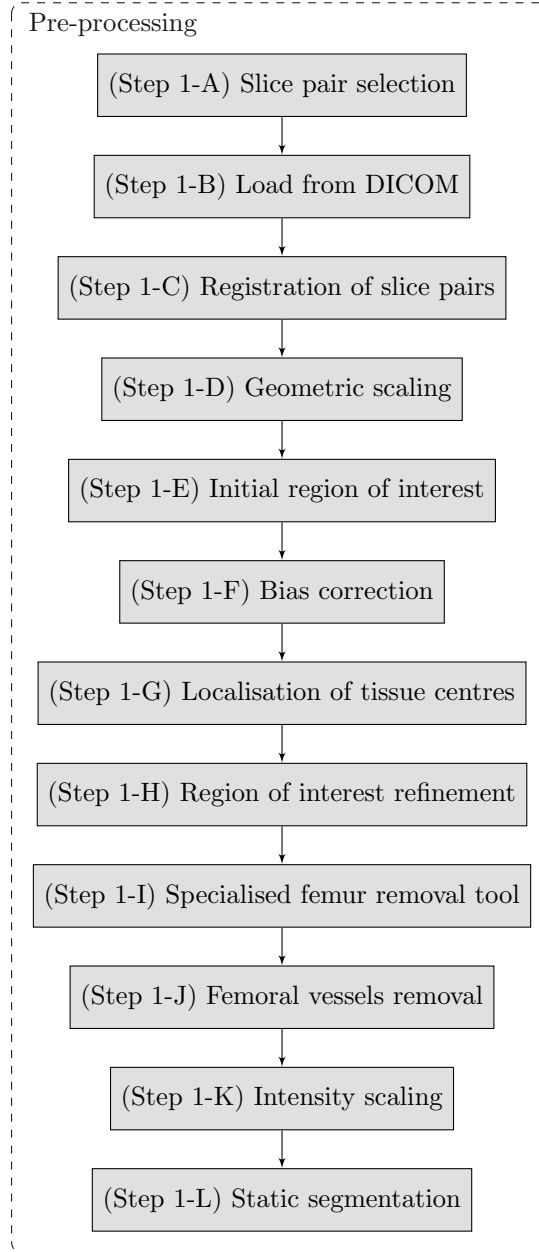 Pre-processing
(Step 1-A) Slice pair selection
(Step 1-B) Load from DICOM
(Step 1-C) Registration of slice pairs
(Step 1-D) Geometric scaling
(Step 1-E) Initial region of interest
(Step 1-F) Bias correction
(Step 1-G) Localisation of tissue centres
(Step 1-H) Region of interest refinement
(Step 1-I) Specialised femur removal tool
(Step 1-J) Femoral vessels removal
(Step 1-K) Intensity scaling
(Step 1-L) Static segmentation